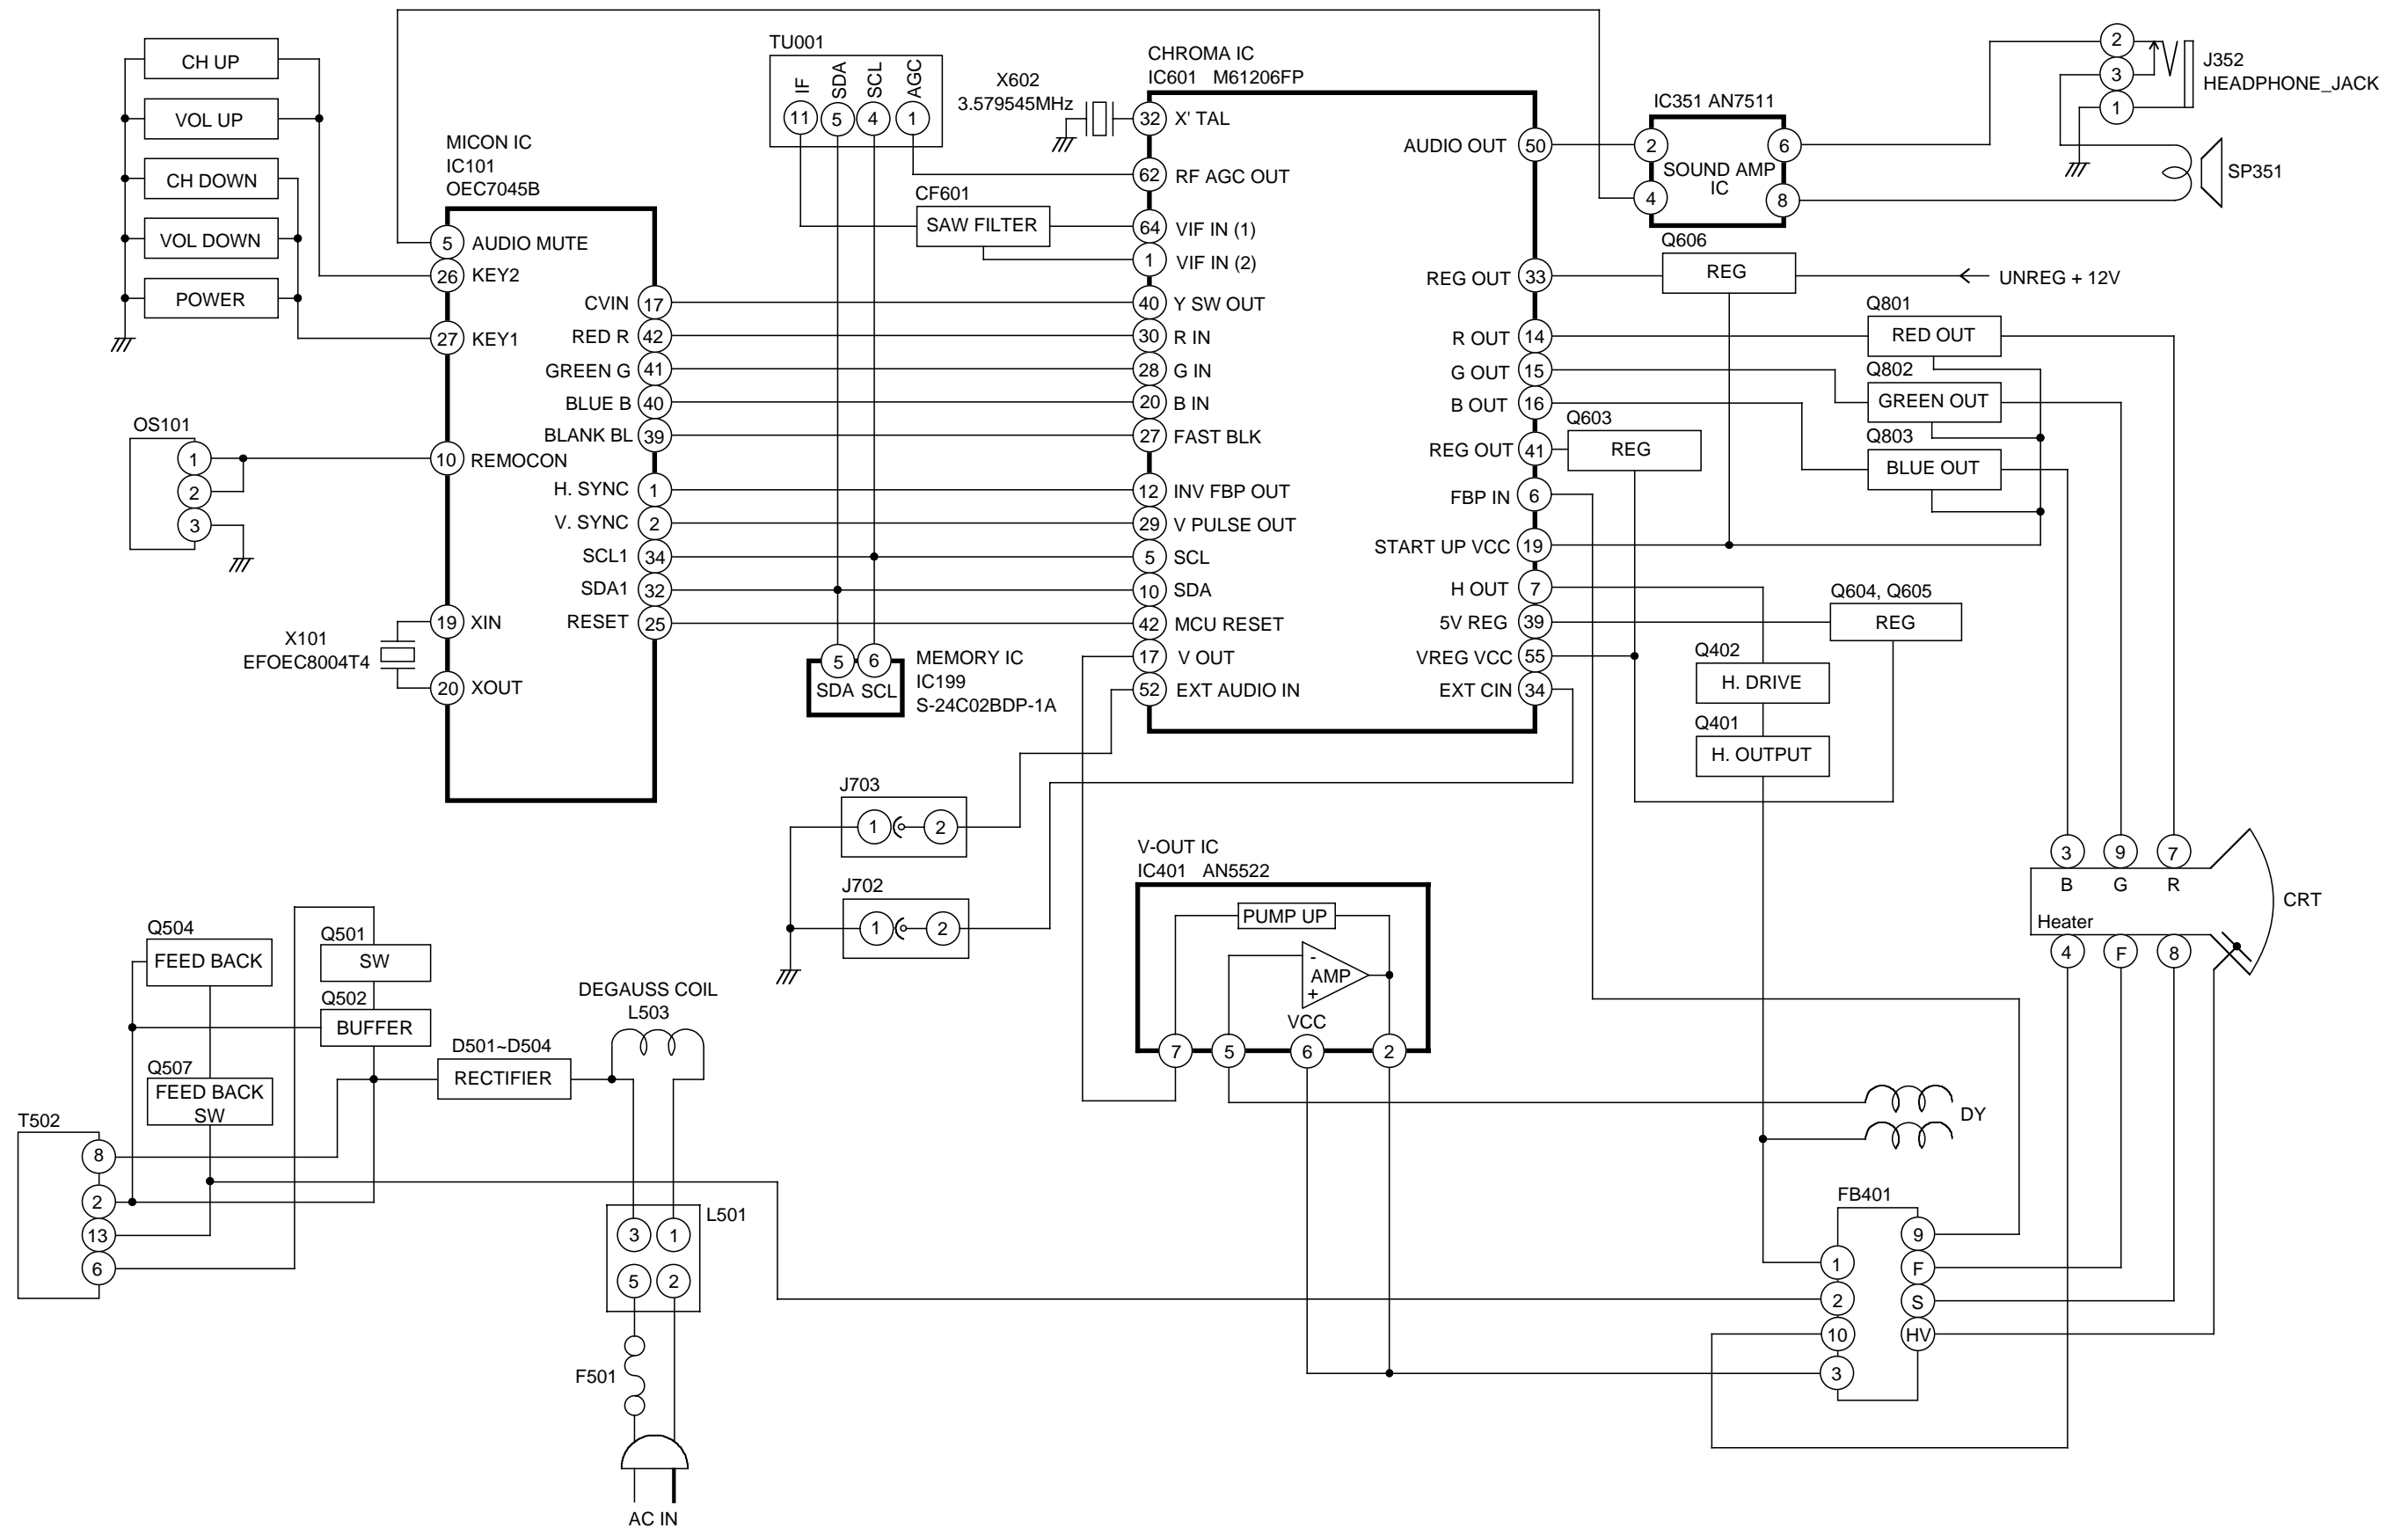 CH UP
VOL UP
CH DOWN
VOL DOWN
POWER
MICON IC
IC101
OEC7045B
5 AUDIO MUTE
26 KEY2
27 KEY1
10 REMOCON
19 XIN
20 XOUT
CVIN 17
RED R 42
GREEN G 41
BLUE B 40
BLANK BL 39
H. SYNC 1
V. SYNC 2
SCL1 34
SDA1 32
RESET 25
OS101
1
2
3
X101
EFOEC8004T4
TU001
IF SDA SCL AGC
11 5 4 1
X602
3.579545MHz
CF601
SAW FILTER
5 6
SDA SCL
MEMORY IC
IC199
S-24C02BDP-1A
CHROMA IC
IC601 M61206FP
32 X' TAL
62 RF AGC OUT
64 VIF IN (1)
1 VIF IN (2)
40 Y SW OUT
30 R IN
28 G IN
20 B IN
27 FAST BLK
12 INV FBP OUT
29 V PULSE OUT
5 SCL
10 SDA
42 MCU RESET
17 V OUT
52 EXT AUDIO IN
AUDIO OUT 50
REG OUT 33
R OUT 14
G OUT 15
B OUT 16
REG OUT 41
FBP IN 6
START UP VCC 19
H OUT 7
5V REG 39
VREG VCC 55
EXT CIN 34
IC351 AN7511
2 6
SOUND AMP
IC
4 8
2
3
1
J352
HEADPHONE_JACK
SP351
Q606
REG
UNREG + 12V
Q801
RED OUT
Q802
GREEN OUT
Q803
BLUE OUT
Q603
REG
Q604, Q605
REG
Q402
H. DRIVE
Q401
H. OUTPUT
J703
1 2
J702
1 2
V-OUT IC
IC401 AN5522
PUMP UP
-
AMP
+
VCC
7 5 6 2
3 9 7
B G R
CRT
Heater
4 F 8
DY
FB401
1
2
10
3
9
F
S
HV
Q504
FEED BACK
Q501
SW
Q502
BUFFER
Q507
FEED BACK
SW
T502
8
2
13
6
D501~D504
RECTIFIER
DEGAUSS COIL
L503
L501
3 1
5 2
F501
AC IN